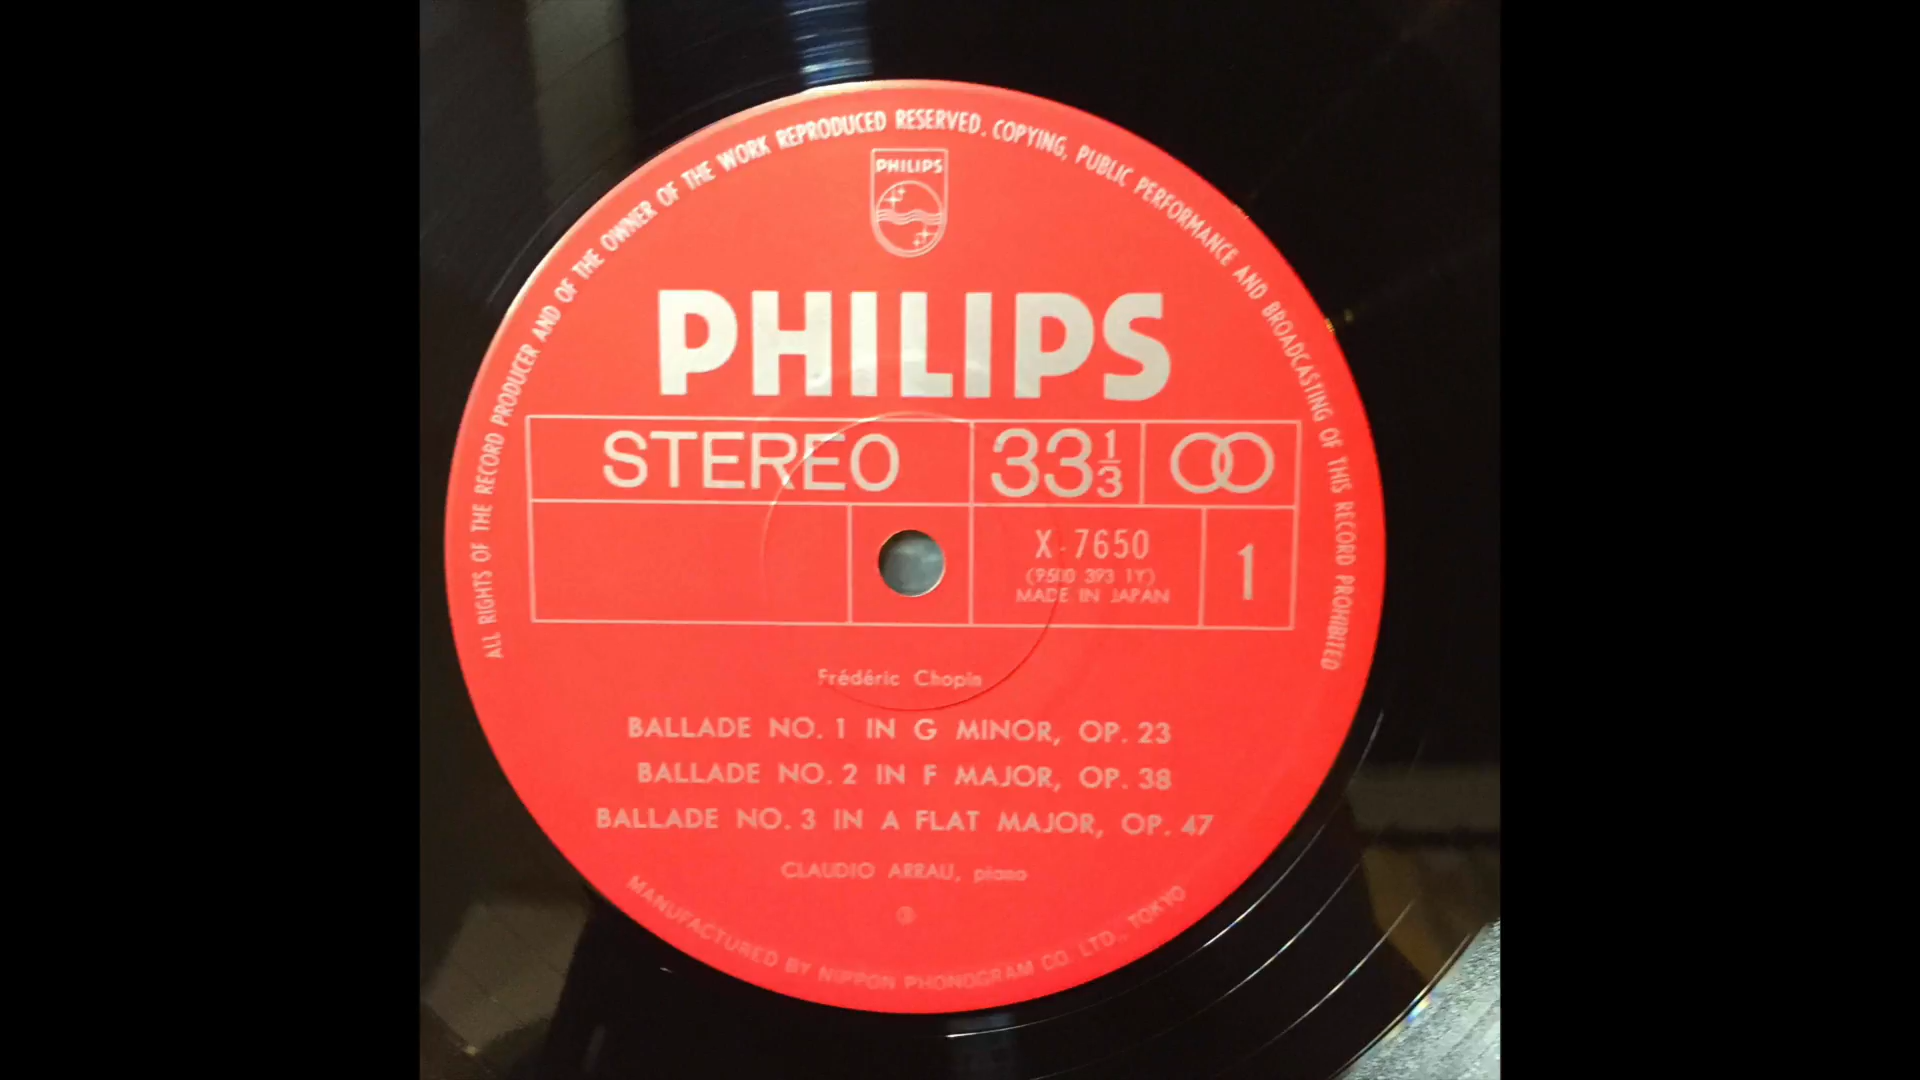 ALL RIGHTS OF THE RECORD PRODUCER AND OF THE OWNER OF THE WORK REPRODUCED RESERVED. COPYING, PUBLIC PERFORMANCE AND BROADCASTING OF THIS RECORD PROHIBITED
PHILIPS
PHILIPS
STEREO 33 1/3
X-7650
(9500 393 1Y)
MADE IN JAPAN
1
Frédéric Chopin
BALLADE NO. 1 IN G MINOR, OP. 23
BALLADE NO. 2 IN F MAJOR, OP. 38
BALLADE NO. 3 IN A FLAT MAJOR, OP. 47
CLAUDIO ARRAU, piano
MANUFACTURED BY NIPPON PHONOGRAM CO. LTD., TOKYO